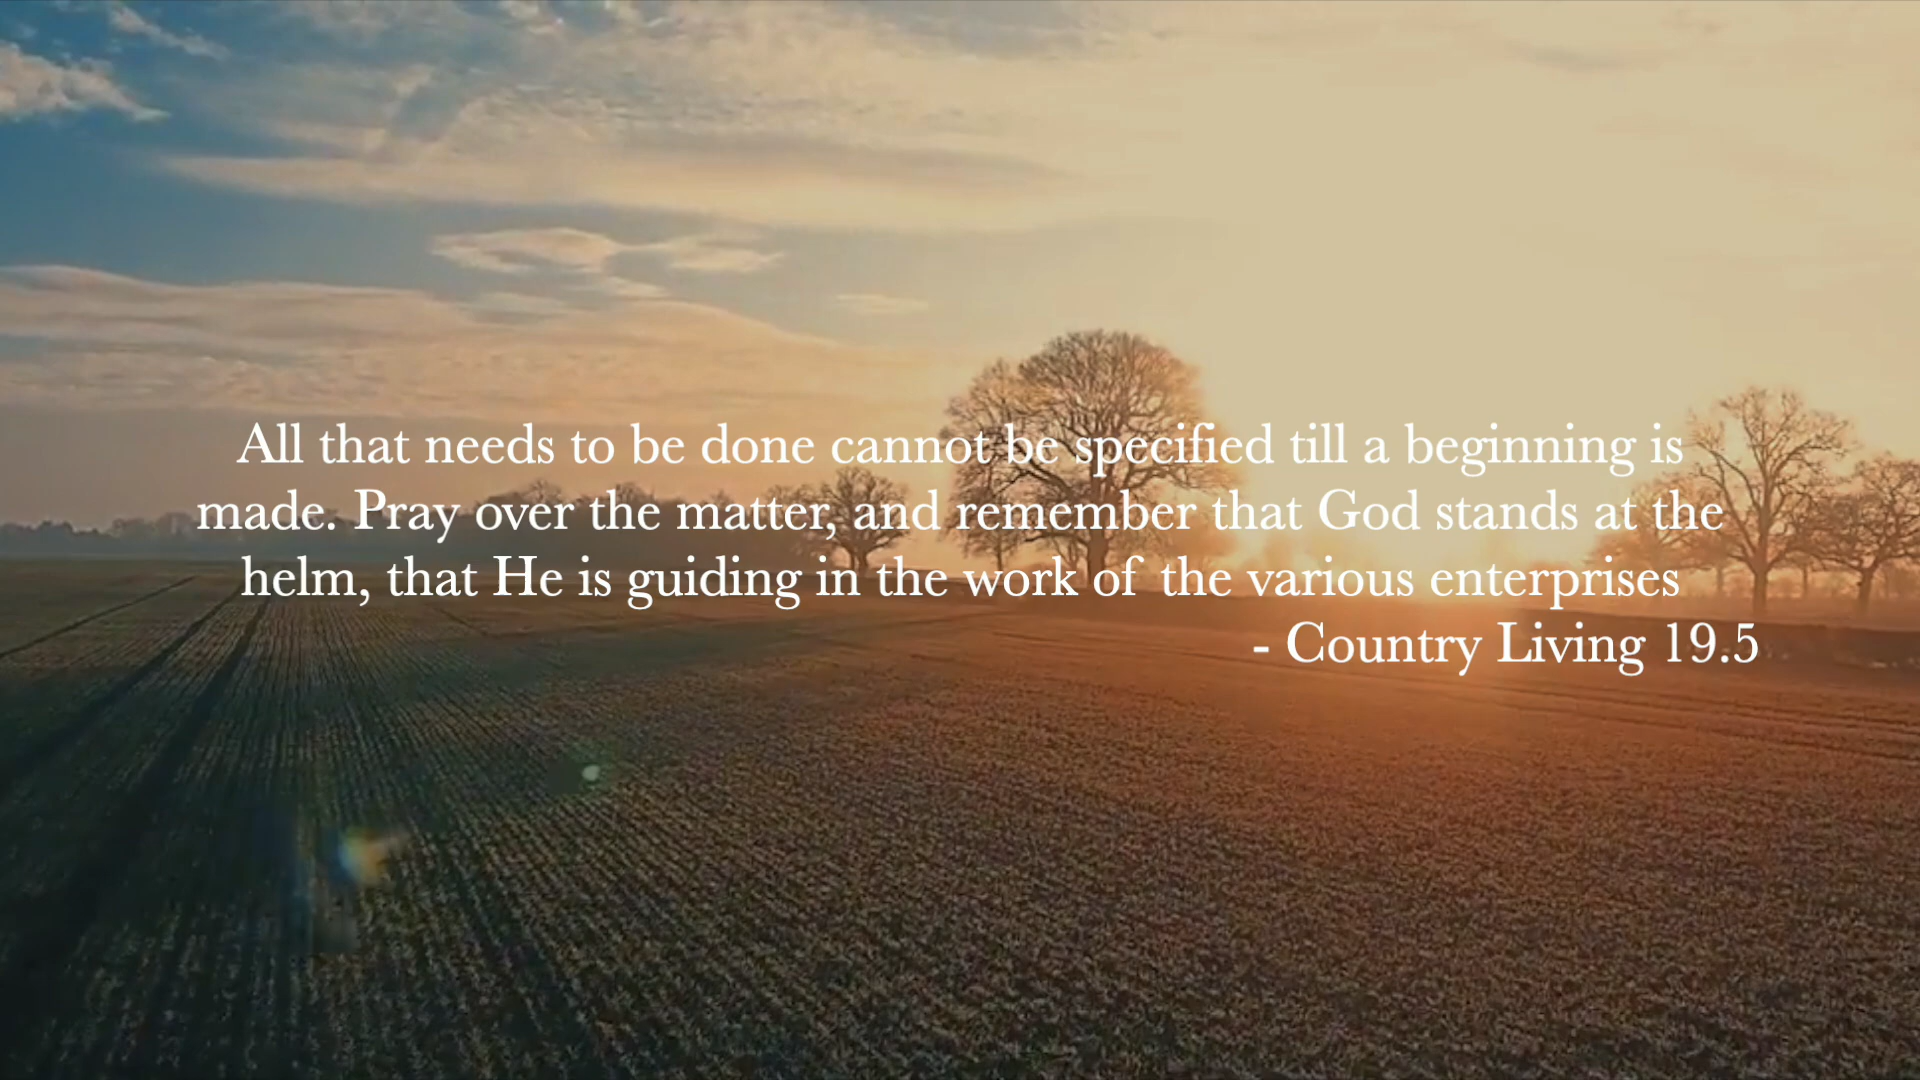 All that needs to be done cannot be specified till a beginning is
made. Pray over the matter, and remember that God stands at the
helm, that He is guiding in the work of the various enterprises
- Country Living 19.5